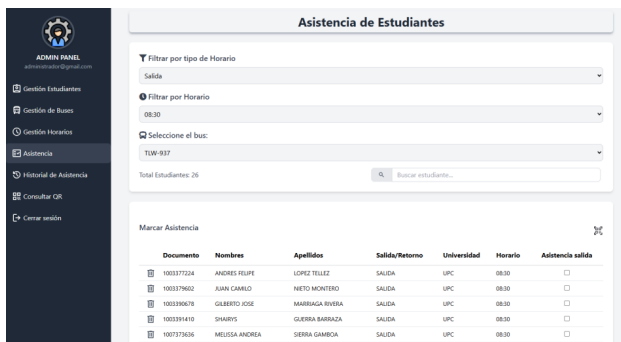 Asistencia de Estudiantes
ADMIN PANEL
administrador@gmail.com
Gestión Estudiantes
Gestión de Buses
Gestión Horarios
Asistencia
Historial de Asistencia
Consultar QR
Cerrar sesión
Filtrar por tipo de Horario
Salida
Filtrar por Horario
08:30
Seleccione el bus:
TLW-937
Total Estudiantes: 26
Buscar estudiante...
Marcar Asistencia
Documento Nombres Apellidos Salida/Retorno Universidad Horario Asistencia salida
1003377224 ANDRES FELIPE LOPEZ TELLEZ SALIDA UPC 08:30
1003379602 JUAN CAMILO NIETO MONTERO SALIDA UPC 08:30
1003390678 GILBERTO JOSE MARRIAGA RIVERA SALIDA UPC 08:30
1003391410 SHAIRYS GUERRA BARRAZA SALIDA UPC 08:30
1007373636 MELISSA ANDREA SIERRA GAMBOA SALIDA UPC 08:30